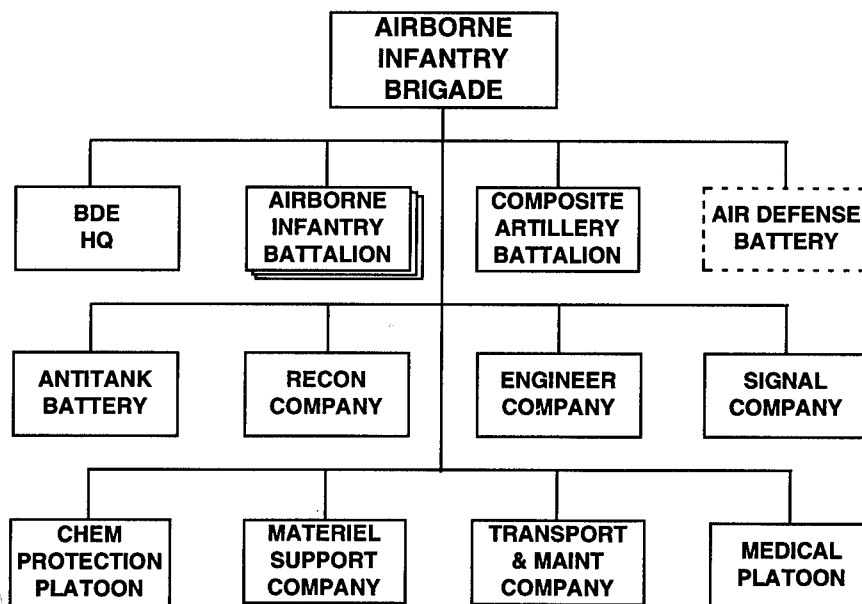 AIRBORNE
INFANTRY
BRIGADE
BDE
HQ
AIRBORNE
INFANTRY
BATTALION
COMPOSITE
ARTILLERY
BATTALION
AIR DEFENSE
BATTERY
ANTITANK
BATTERY
RECON
COMPANY
ENGINEER
COMPANY
SIGNAL
COMPANY
CHEM
PROTECTION
PLATOON
MATERIEL
SUPPORT
COMPANY
TRANSPORT
& MAINT
COMPANY
MEDICAL
PLATOON